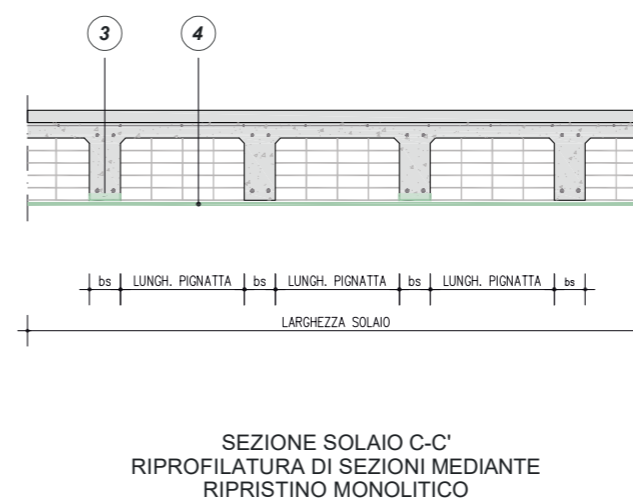 3 4
bs LUNGH. PIGNATTA bs LUNGH. PIGNATTA bs LUNGH. PIGNATTA bs
LARGHEZZA SOLAIO
SEZIONE SOLAIO C-C'
RIPROFILATURA DI SEZIONI MEDIANTE
RIPRISTINO MONOLITICO